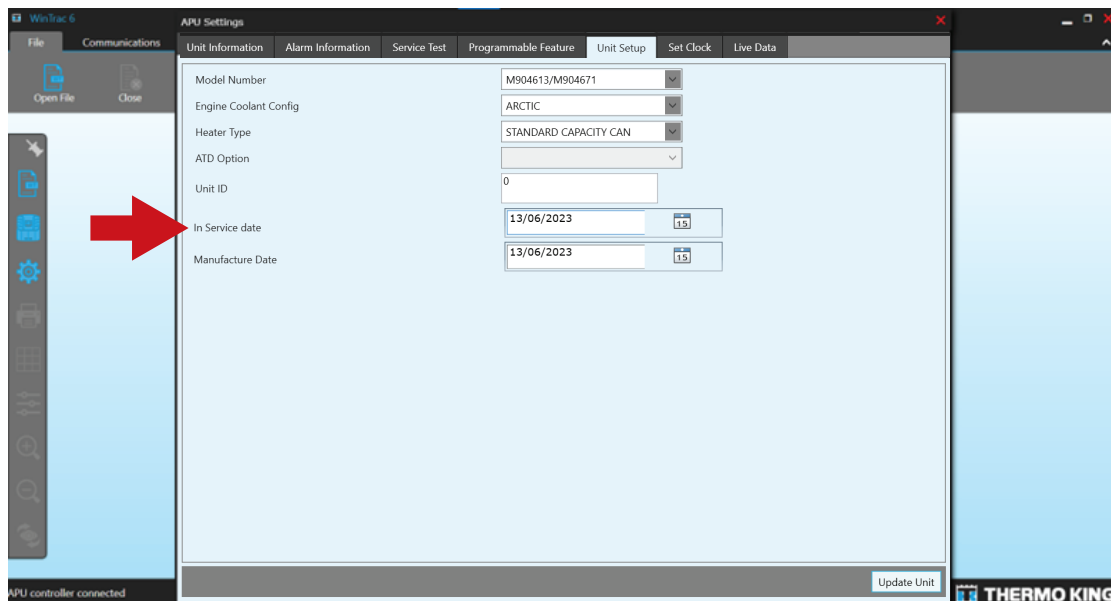 WinTrac 6
APU Settings
File Communications
Unit Information Alarm Information Service Test Programmable Feature Unit Setup Set Clock Live Data
Open File Close
Model Number M904613/M904671
Engine Coolant Config ARCTIC
Heater Type STANDARD CAPACITY CAN
ATD Option
Unit ID 0
In Service date 13/06/2023 15
Manufacture Date 13/06/2023 15
Update Unit
APU controller connected
THERMO KING